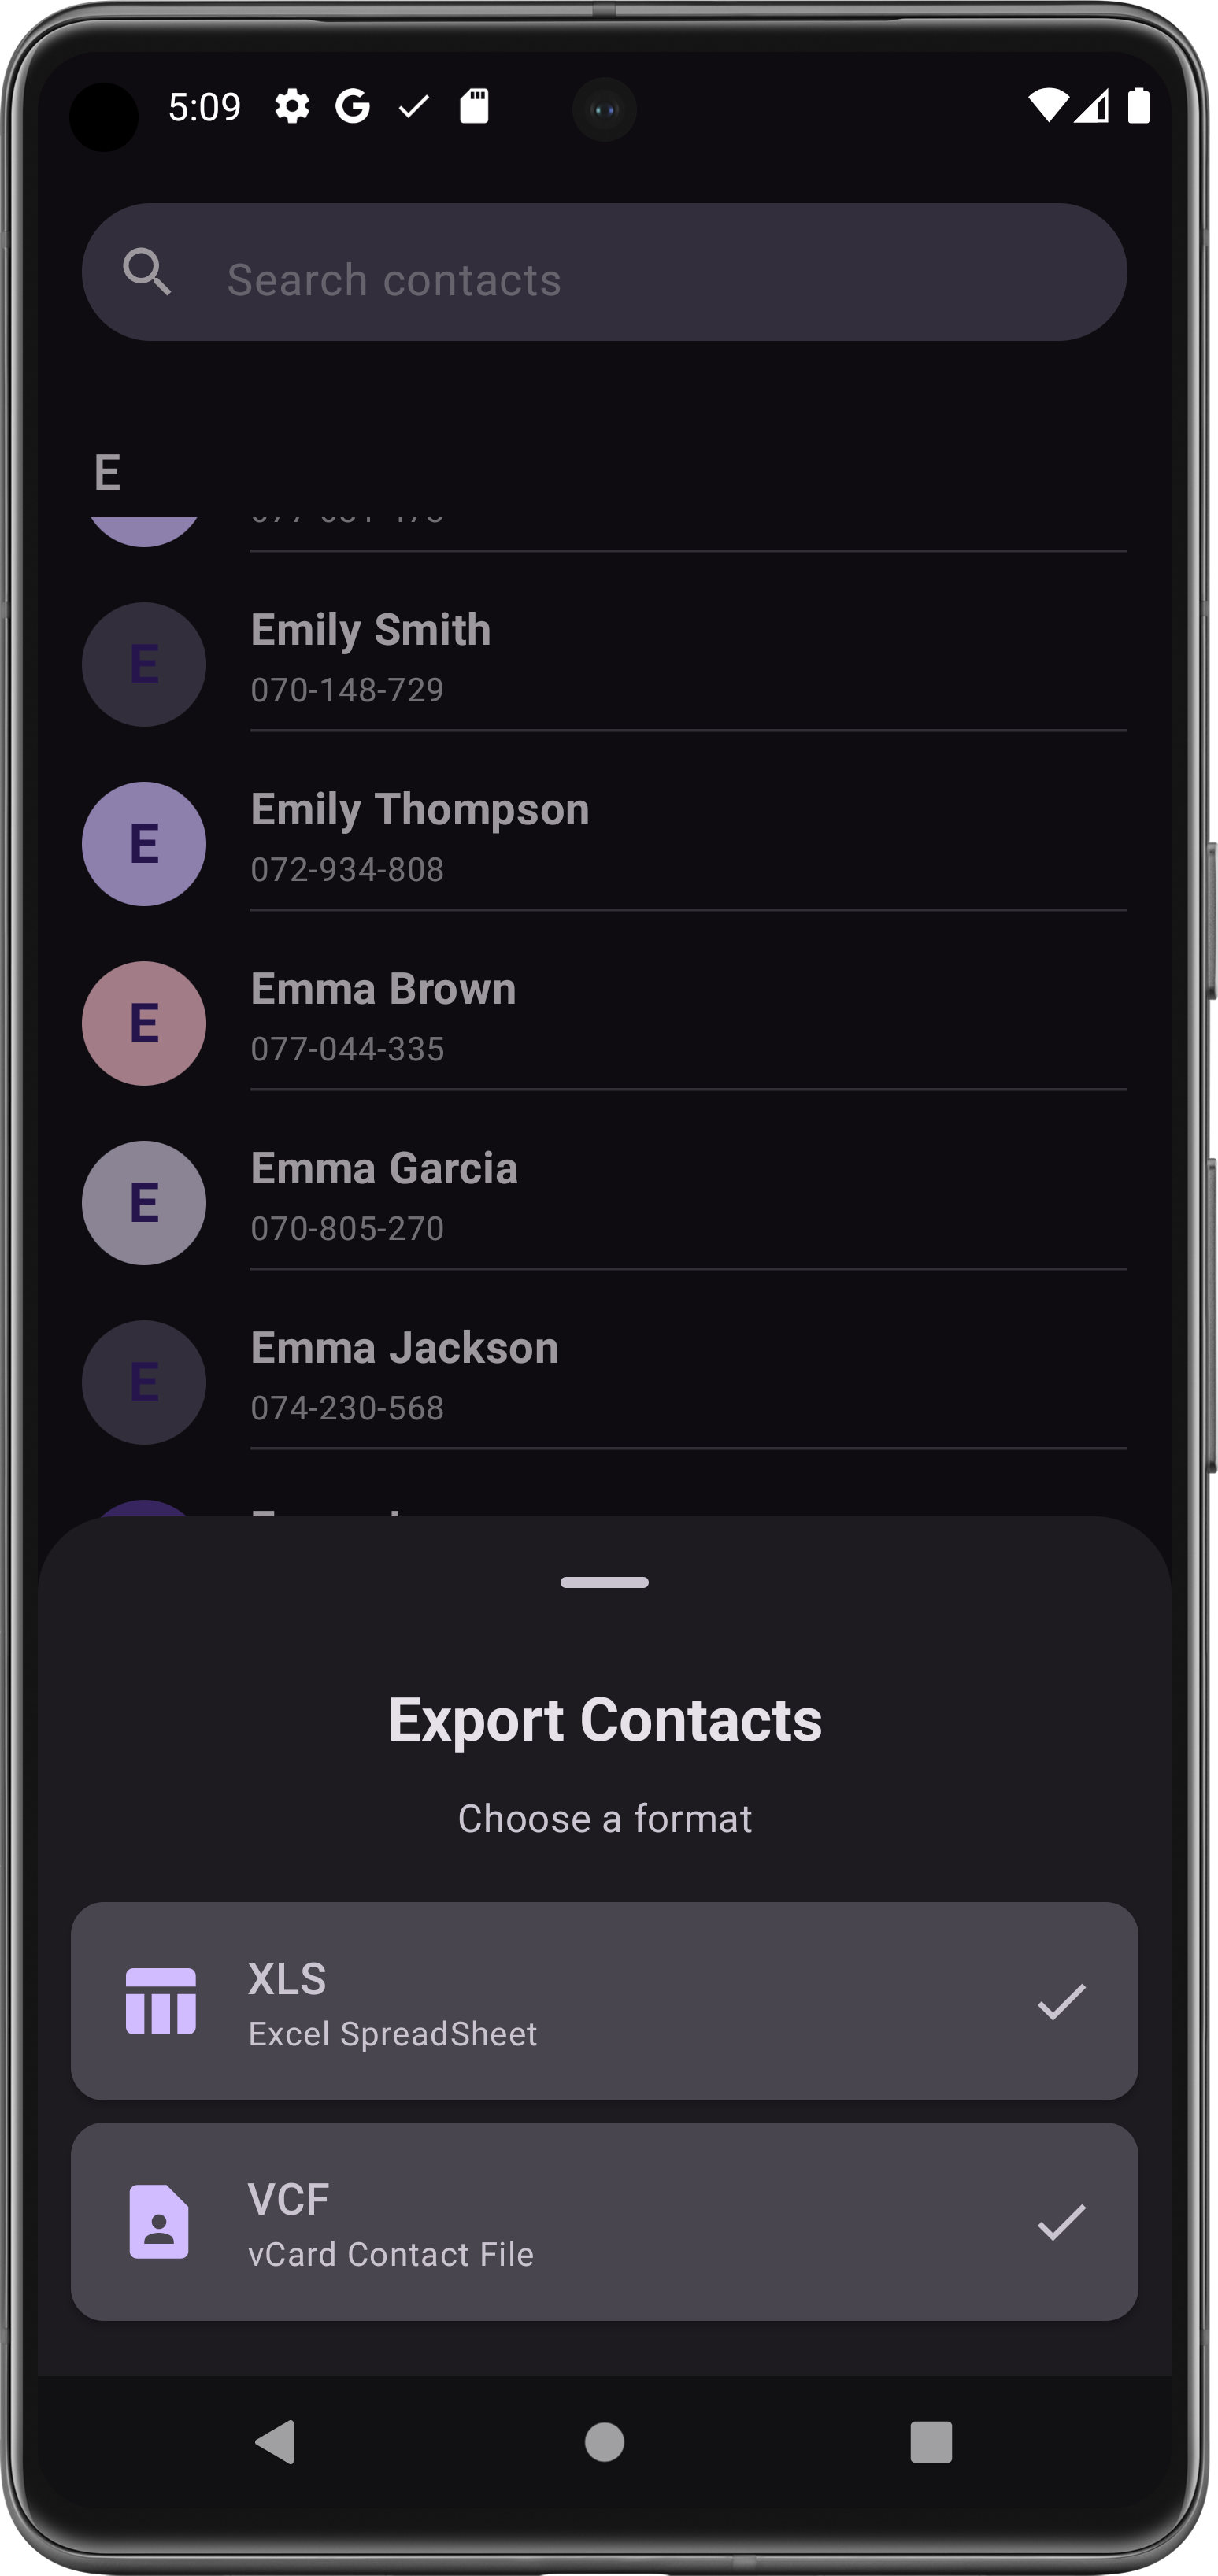 5:09
Search contacts
E
E
Emily Smith
070-148-729
E
Emily Thompson
072-934-808
E
Emma Brown
077-044-335
E
Emma Garcia
070-805-270
E
Emma Jackson
074-230-568
Export Contacts
Choose a format
XLS
Excel SpreadSheet
VCF
vCard Contact File